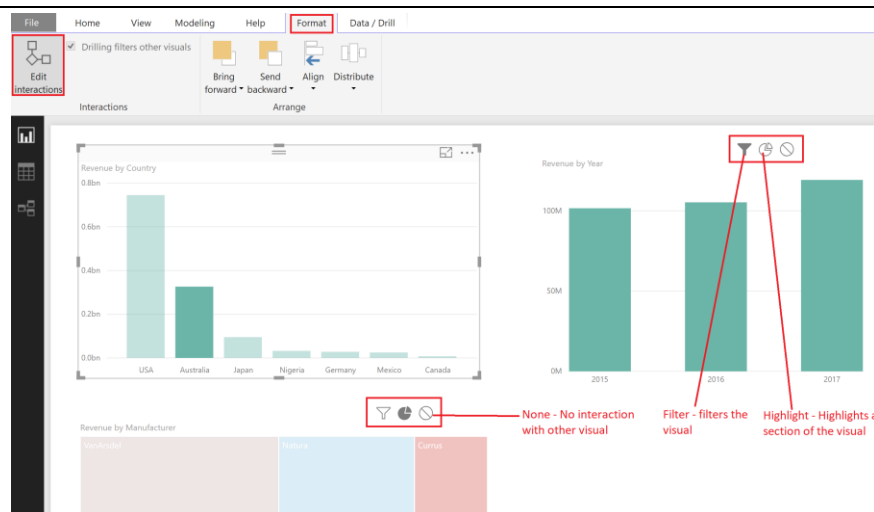 File Home View Modeling Help Format Data / Drill
Drilling filters other visuals
Edit
interactions
Bring
forward
Send
backward
Align
Distribute
Interactions
Arrange
Revenue by Country
0.8bn
0.6bn
0.4bn
0.2bn
0.0bn
USA Australia Japan Nigeria Germany Mexico Canada
Revenue by Year
100M
50M
0M
2015 2016 2017
None - No interaction
with other visual
Filter - filters the
visual
Highlight - Highlights a
section of the visual
Revenue by Manufacturer
VanArsdel Natura Currus